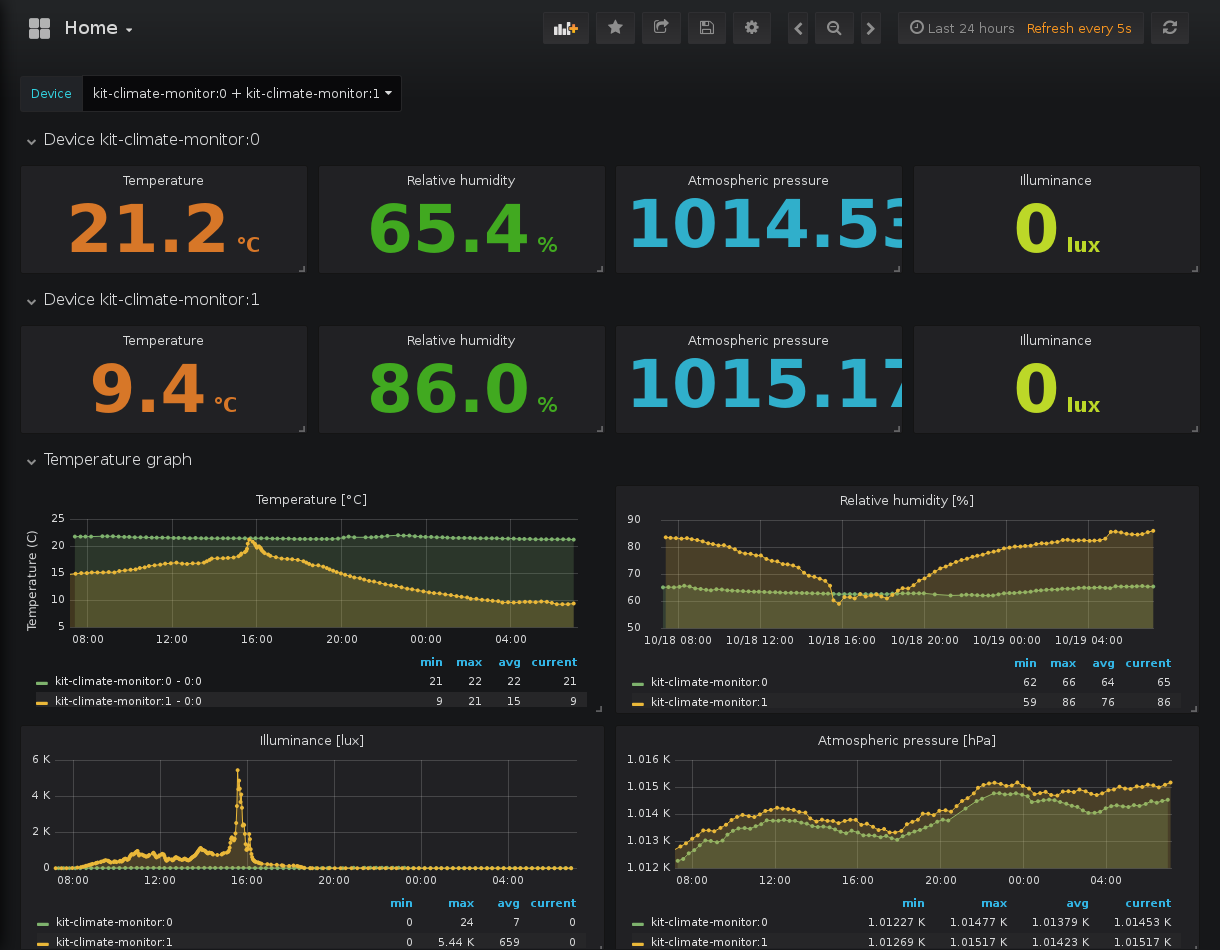 Home
Last 24 hours Refresh every 5s
Device kit-climate-monitor:0 + kit-climate-monitor:1
Device kit-climate-monitor:0
Temperature Relative humidity Atmospheric pressure Illuminance
21.2 °C 65.4 % 1014.53 0 lux
Device kit-climate-monitor:1
Temperature Relative humidity Atmospheric pressure Illuminance
9.4 °C 86.0 % 1015.17 0 lux
Temperature graph
Temperature [°C]
Temperature (C)
25
20
15
10
5
08:00 12:00 16:00 20:00 00:00 04:00
min max avg current
kit-climate-monitor:0 - 0:0 21 22 22 21
kit-climate-monitor:1 - 0:0 9 21 15 9
Relative humidity [%]
90
80
70
60
50
10/18 08:00 10/18 12:00 10/18 16:00 10/18 20:00 10/19 00:00 10/19 04:00
min max avg current
kit-climate-monitor:0 62 66 64 65
kit-climate-monitor:1 59 86 76 86
Illuminance [lux]
6 K
4 K
2 K
0
08:00 12:00 16:00 20:00 00:00 04:00
min max avg current
kit-climate-monitor:0 0 24 7 0
kit-climate-monitor:1 0 5.44 K 659 0
Atmospheric pressure [hPa]
1.016 K
1.015 K
1.014 K
1.013 K
1.012 K
08:00 12:00 16:00 20:00 00:00 04:00
min max avg current
kit-climate-monitor:0 1.01227 K 1.01477 K 1.01379 K 1.01453 K
kit-climate-monitor:1 1.01269 K 1.01517 K 1.01423 K 1.01517 K